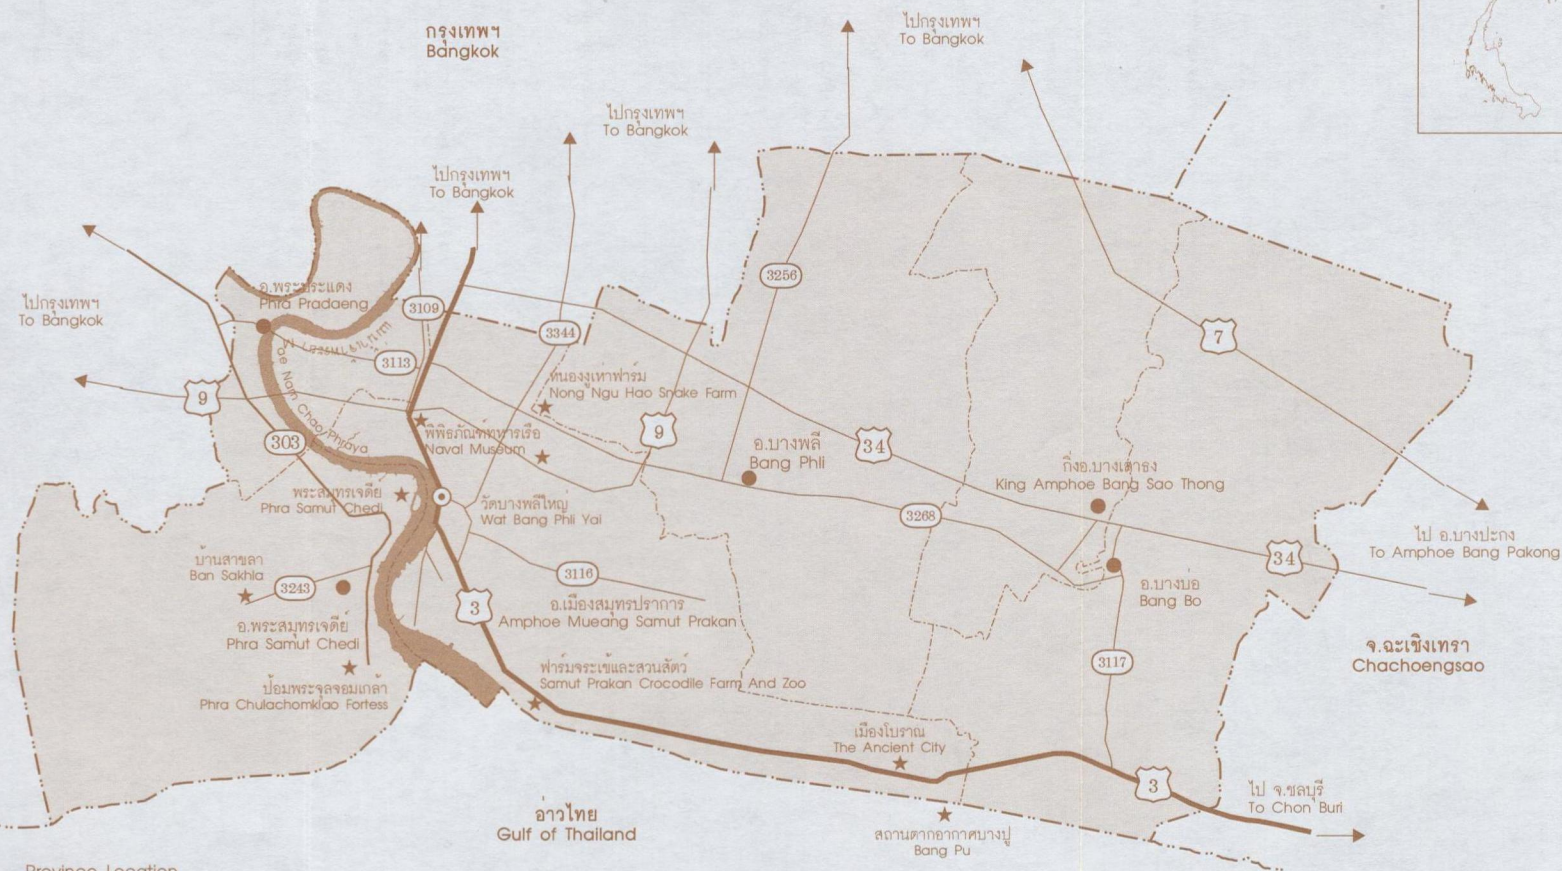 กรุงเทพฯ
Bangkok
ไปกรุงเทพฯ
To Bangkok
ไปกรุงเทพฯ
To Bangkok
ไปกรุงเทพฯ
To Bangkok
ไปกรุงเทพฯ
To Bangkok
อ.พระประแดง
Phra Pradaeng
3109
3256
3344
3113
7
9
303
Mae Nam Chao Phraya
หนองงูเห่าฟาร์ม
Nong Ngu Hao Snake Farm
พิพิธภัณฑ์ทหารเรือ
Naval Museum
9
34
อ.บางพลี
Bang Phli
กิ่งอ.บางเสาธง
King Amphoe Bang Sao Thong
พระสมุทรเจดีย์
Phra Samut Chedi
วัดบางพลีใหญ่
Wat Bang Phli Yai
3268
ไป อ.บางปะกง
To Amphoe Bang Pakong
34
บ้านสาขลา
Ban Sakhla
3243
3116
3
อ.เมืองสมุทรปราการ
Amphoe Mueang Samut Prakan
อ.บางบ่อ
Bang Bo
อ.พระสมุทรเจดีย์
Phra Samut Chedi
ป้อมพระจุลจอมเกล้า
Phra Chulachomklao Fortess
ฟาร์มจระเข้และสวนสัตว์
Samut Prakan Crocodile Farm And Zoo
3117
จ.ฉะเชิงเทรา
Chachoengsao
เมืองโบราณ
The Ancient City
3
ไป จ.ชลบุรี
To Chon Buri
อ่าวไทย
Gulf of Thailand
สถานตากอากาศบางปู
Bang Pu
Province Location